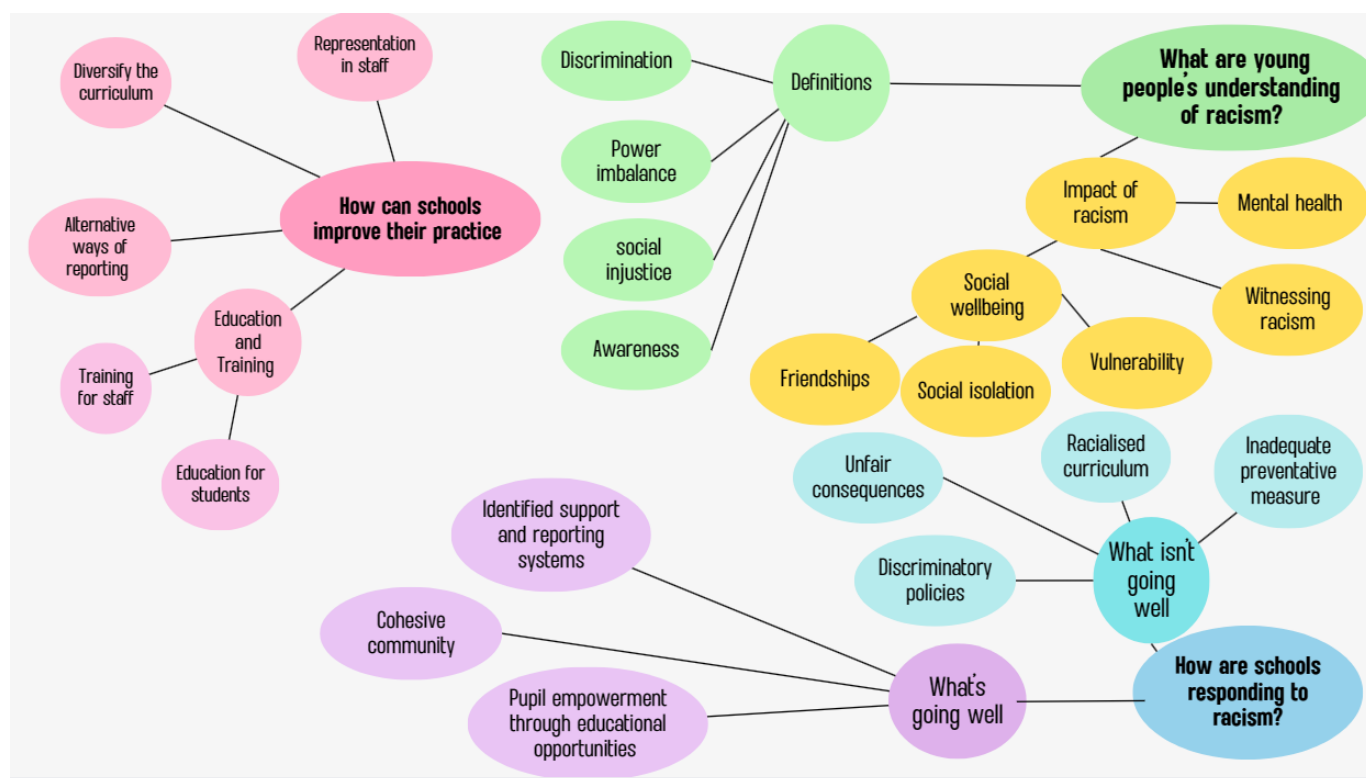 Diversify the
curriculum
Representation
in staff
How can schools
improve their practice
Alternative
ways of
reporting
Education
and
Training
Training
for staff
Education for
students
Discrimination
Definitions
What are young
people's understanding
of racism?
Power
imbalance
social
injustice
Awareness
Impact of
racism
Mental health
Witnessing
racism
Social
wellbeing
Friendships
Social isolation
Vulnerability
Unfair
consequences
Racialised
curriculum
Inadequate
preventative
measure
What isn't
going
well
Discriminatory
policies
Identified support
and reporting
systems
Cohesive
community
Pupil empowerment
through educational
opportunities
What's
going well
How are schools
responding to
racism?